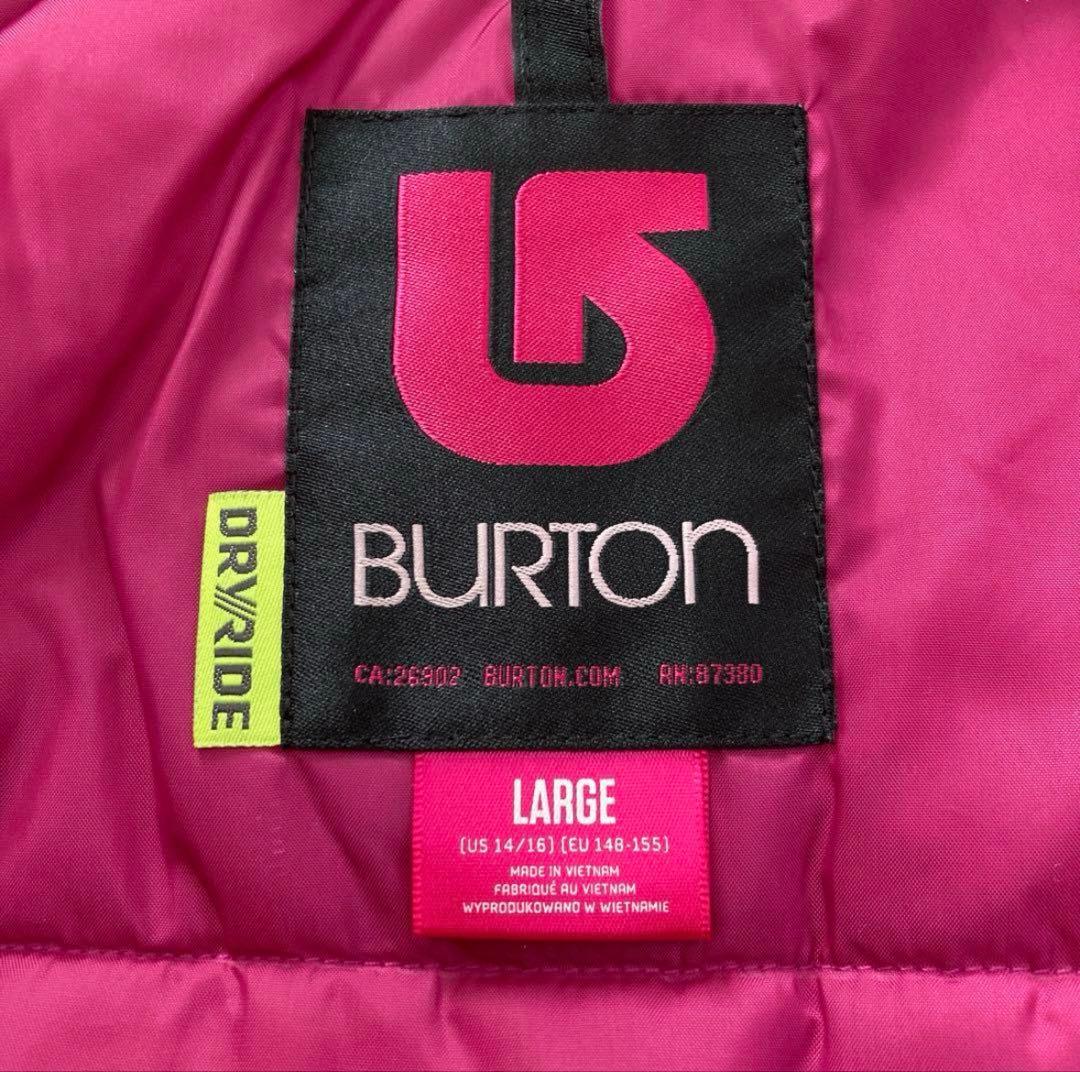 BURTON
CA:26902 BURTON.COM RN:87380
DRY//RIDE
LARGE
(US 14/16) (EU 148-155)
MADE IN VIETNAM
FABRIQUÉ AU VIETNAM
WYPRODUKOWANO W WIETNAMIE